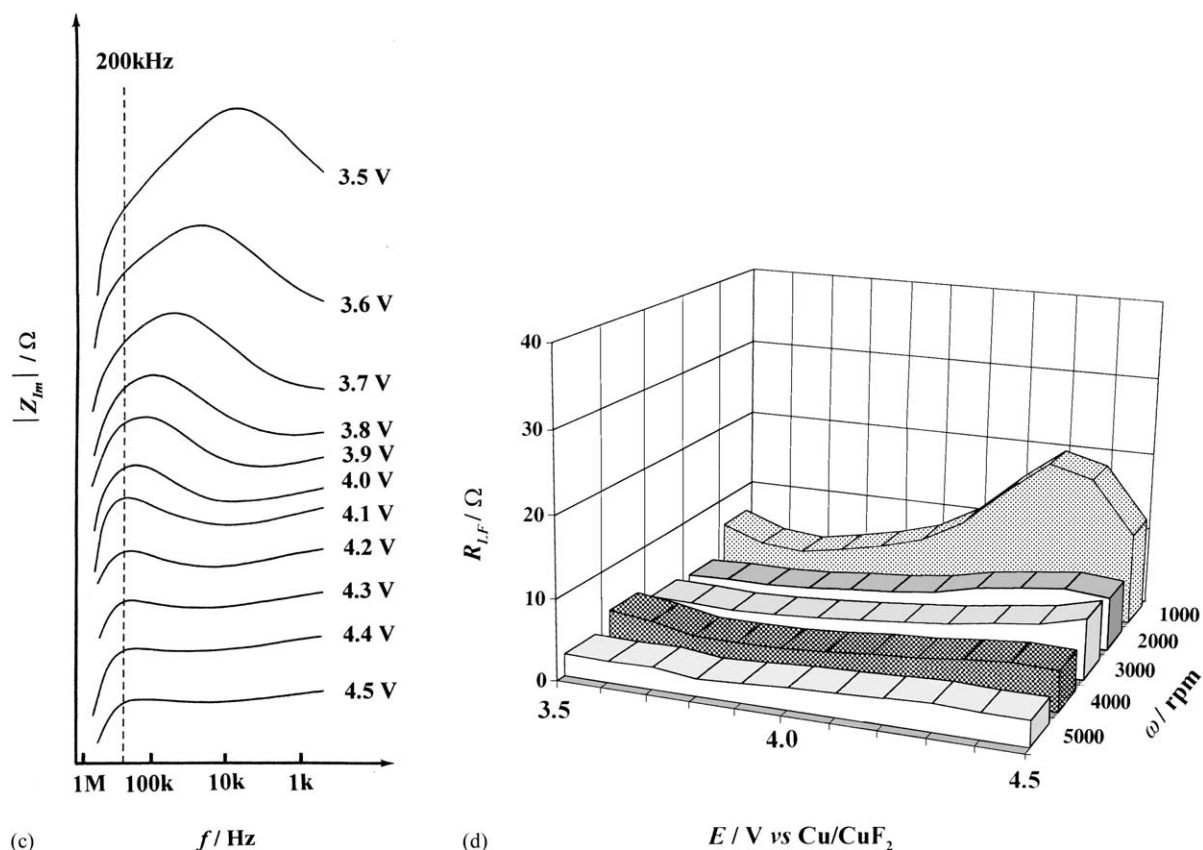 200kHz
3.5 V
3.6 V
3.7 V
3.8 V
3.9 V
4.0 V
4.1 V
4.2 V
4.3 V
4.4 V
4.5 V
|Z_Im| / Ω
1M 100k 10k 1k
(c) f / Hz
40
30
20
10
0
R_L.F / Ω
3.5 4.0 4.5
1000
2000
3000
4000
5000
ω / rpm
(d) E / V vs Cu/CuF₂